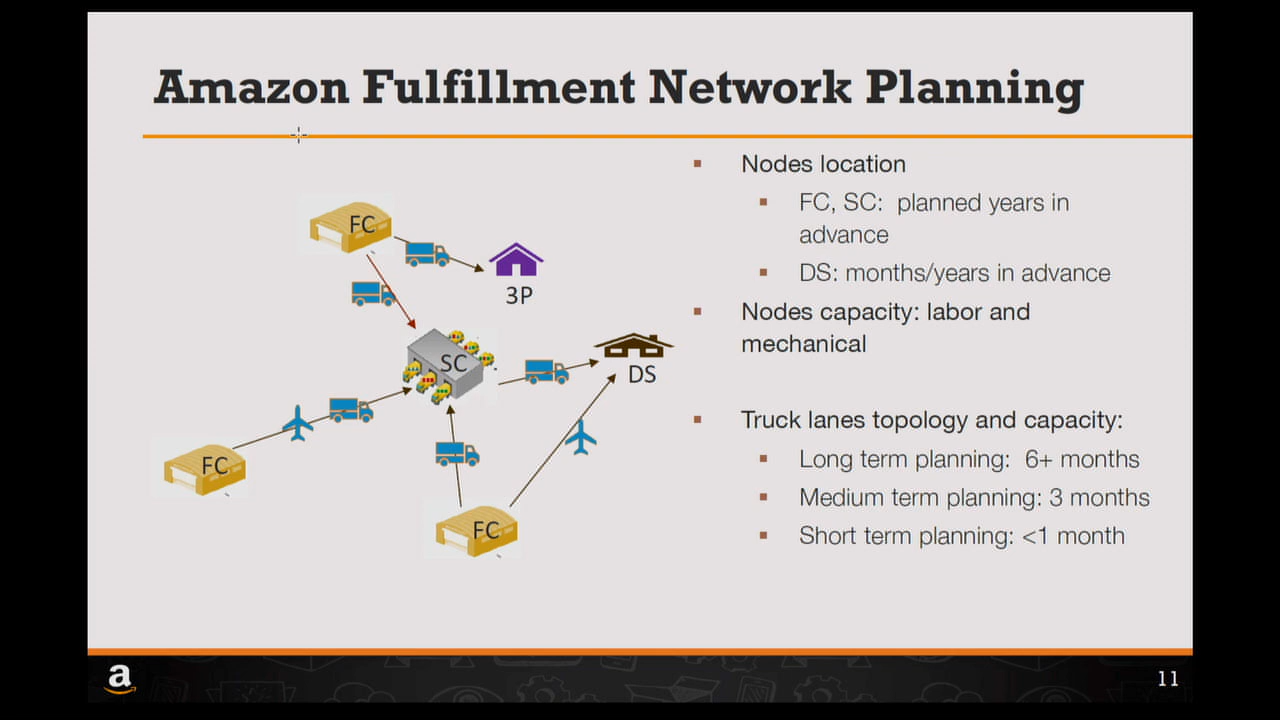 Amazon Fulfillment Network Planning
FC
3P
SC
DS
FC
FC
Nodes location
FC, SC: planned years in
advance
DS: months/years in advance
Nodes capacity: labor and
mechanical
Truck lanes topology and capacity:
Long term planning: 6+ months
Medium term planning: 3 months
Short term planning: <1 month
a
11